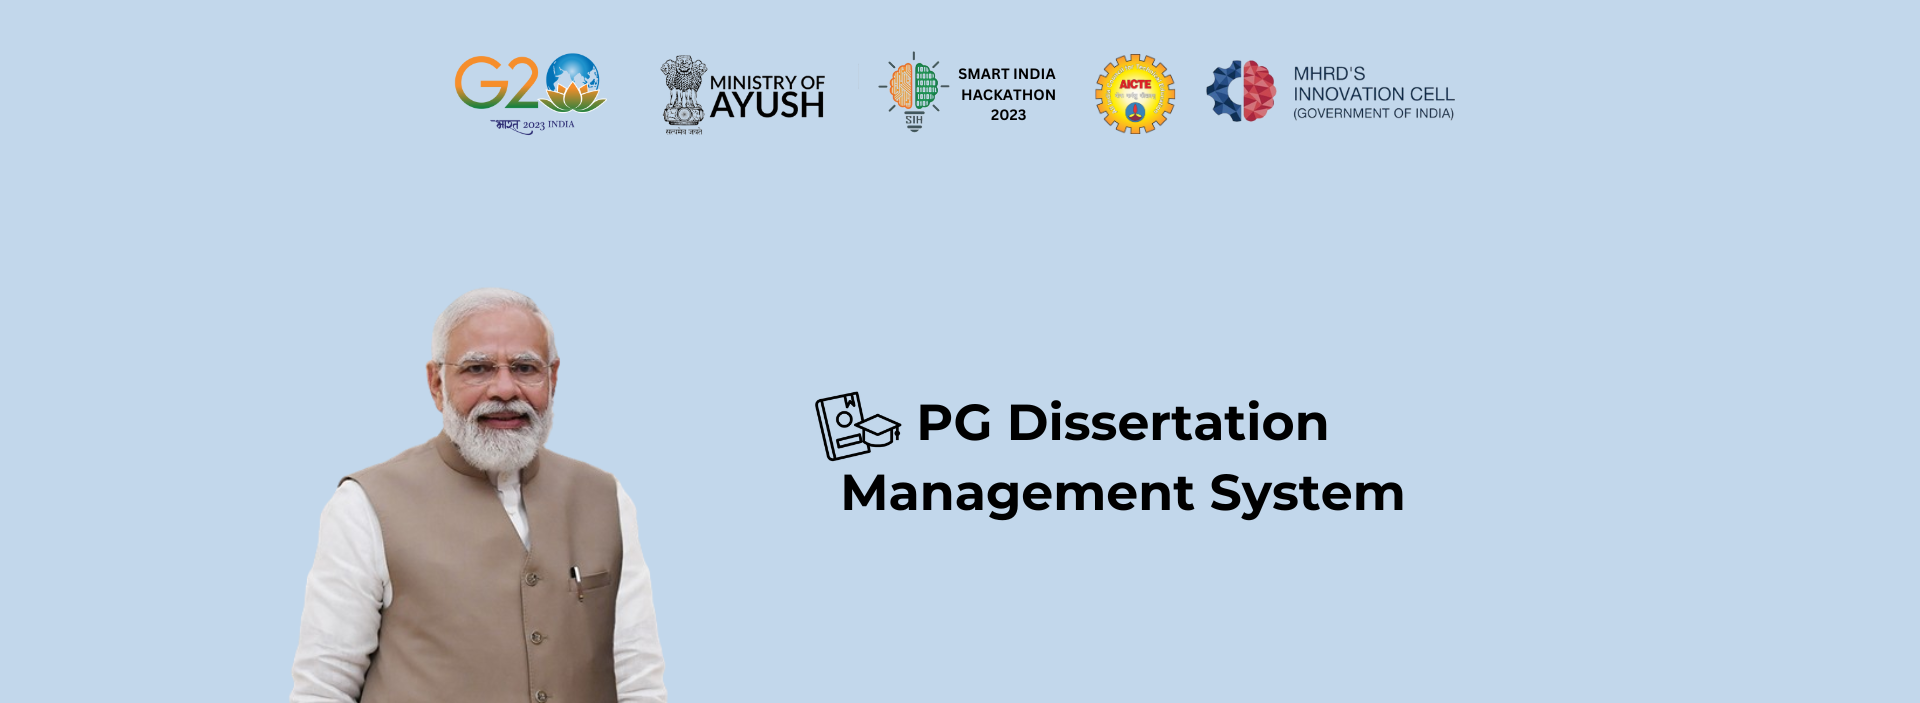 G20
भारत 2023 INDIA
सत्यमेव जयते
MINISTRY OF
AYUSH
SIH
SMART INDIA
HACKATHON
2023
AICTE
MHRD'S
INNOVATION CELL
(GOVERNMENT OF INDIA)
PG Dissertation
Management System